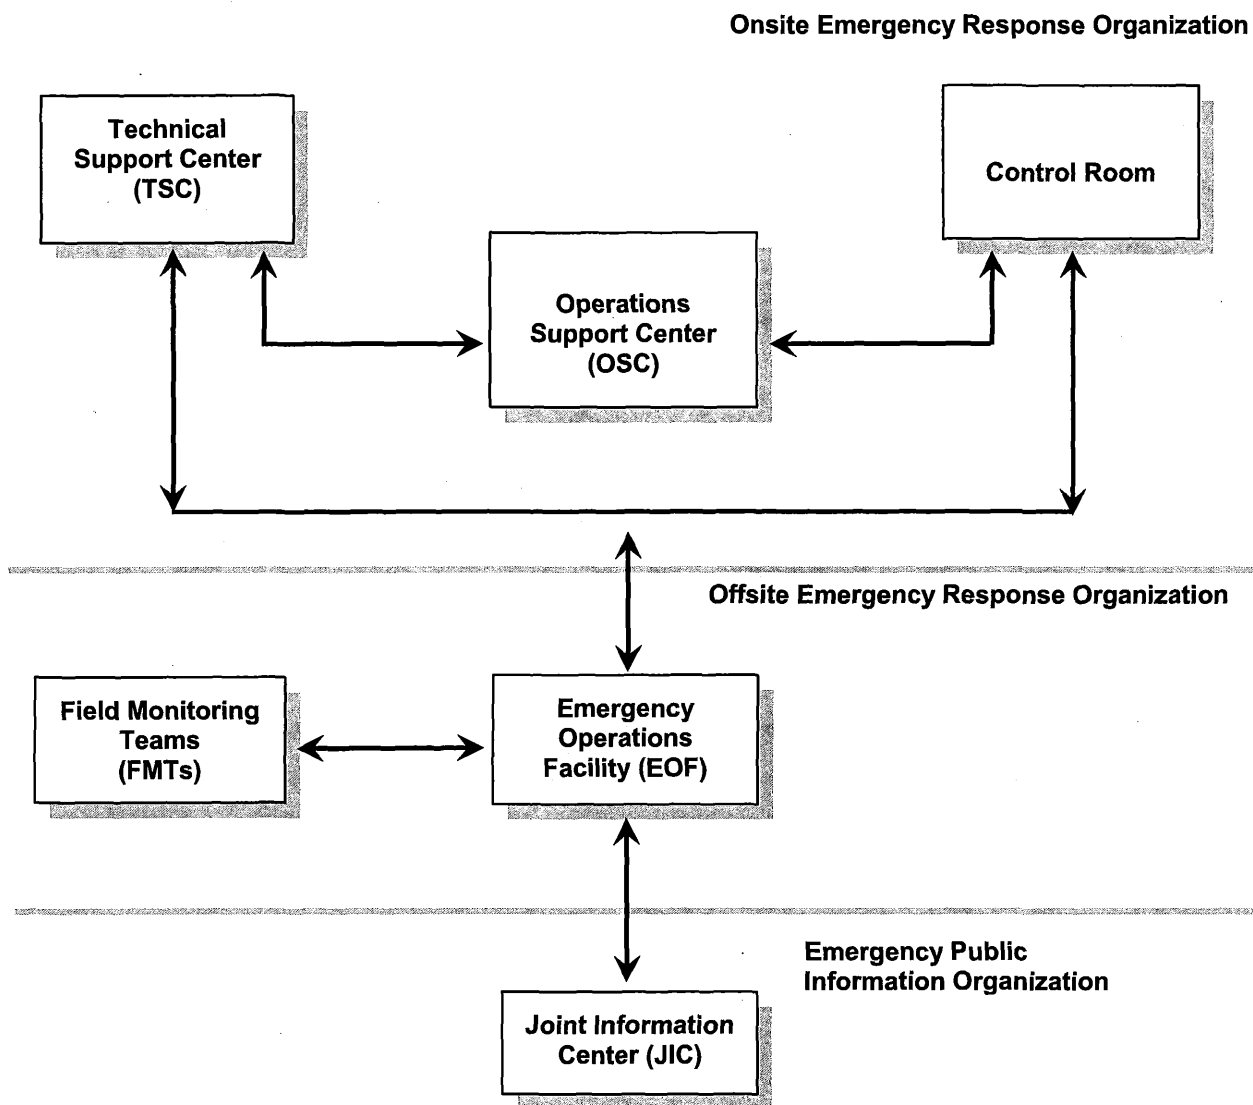 Onsite Emergency Response Organization
Technical
Support Center
(TSC)
Control Room
Operations
Support Center
(OSC)
Offsite Emergency Response Organization
Field Monitoring
Teams
(FMTs)
Emergency
Operations
Facility (EOF)
Emergency Public
Information Organization
Joint Information
Center (JIC)